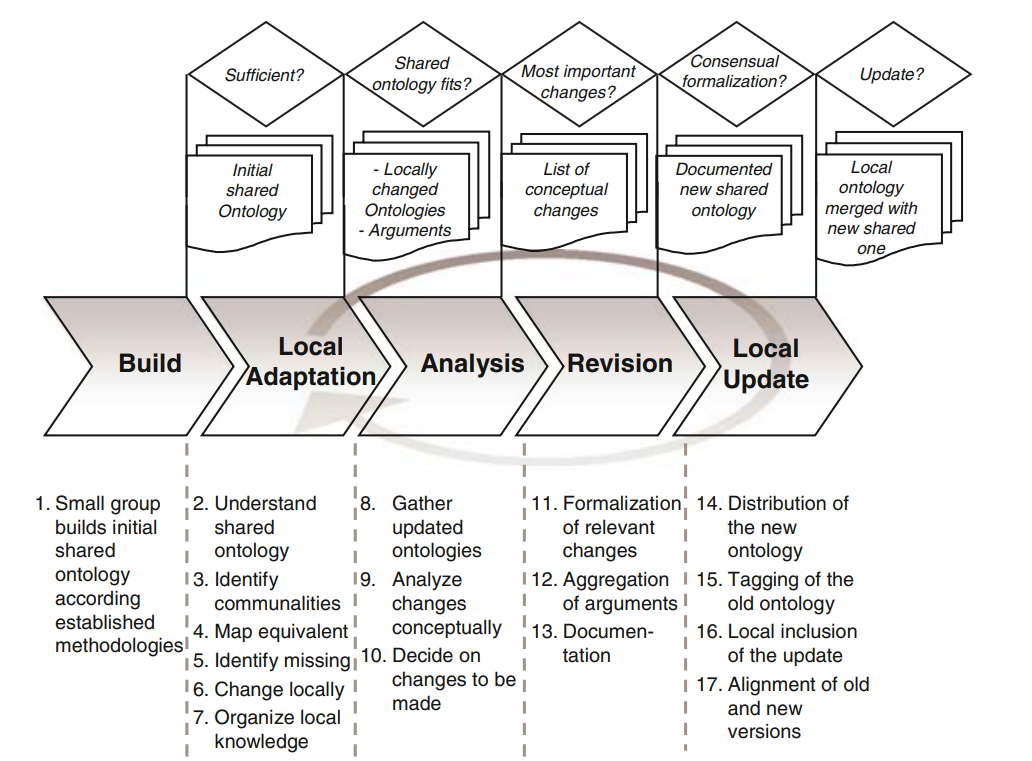 Sufficient?
Shared
ontology fits?
Most important
changes?
Consensual
formalization?
Update?
Initial
shared
Ontology
- Locally
changed
Ontologies
- Arguments
List of
conceptual
changes
Documented
new shared
ontology
Local
ontology
merged with
new shared
one
Build
Local
Adaptation
Analysis
Revision
Local
Update
1. Small group
builds initial
shared
ontology
according
established
methodologies
2. Understand
shared
ontology
3. Identify
communalities
4. Map equivalent
5. Identify missing
6. Change locally
7. Organize local
knowledge
8. Gather
updated
ontologies
9. Analyze
changes
conceptually
10. Decide on
changes to be
made
11. Formalization
of relevant
changes
12. Aggregation
of arguments
13. Documen-
tation
14. Distribution of
the new
ontology
15. Tagging of the
old ontology
16. Local inclusion
of the update
17. Alignment of old
and new
versions